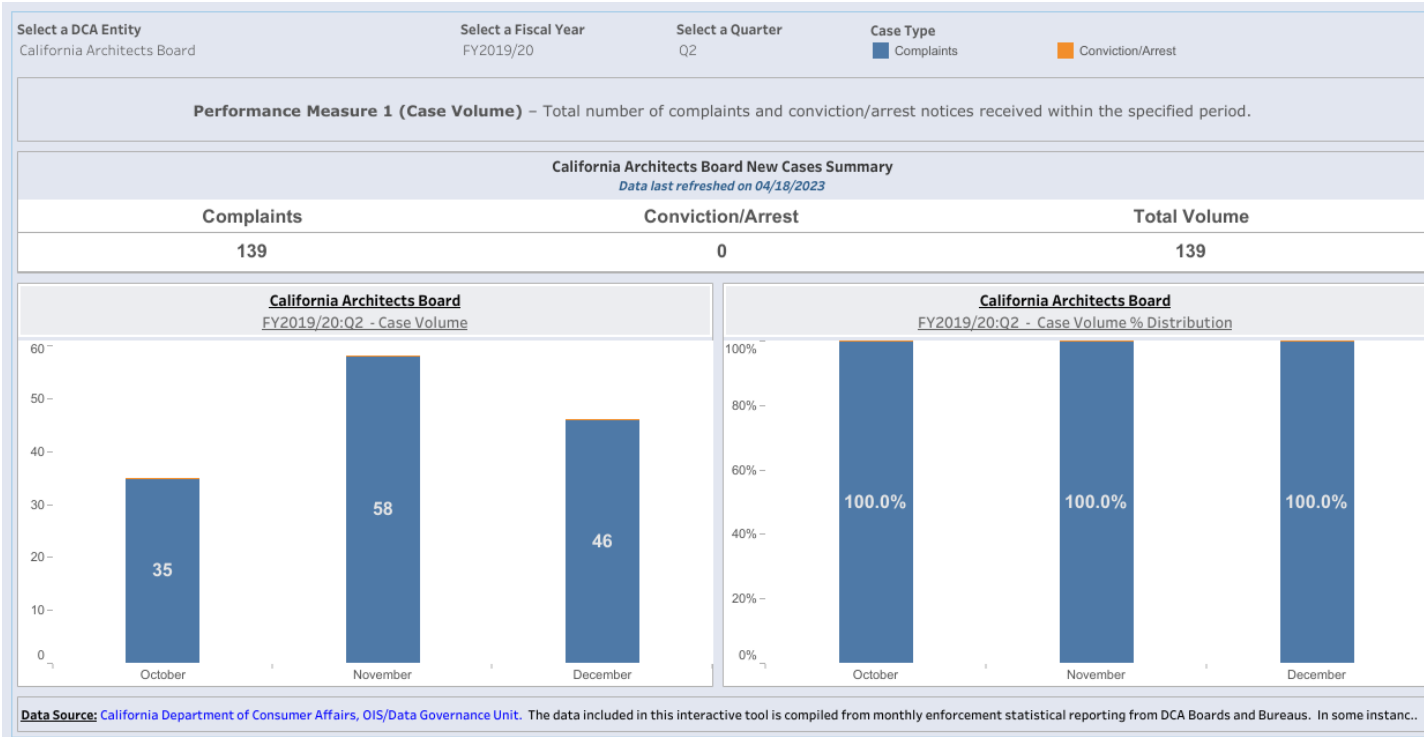 Select a DCA Entity
Select a Fiscal Year
Select a Quarter
Case Type
California Architects Board
FY2019/20
Q2
Complaints
Conviction/Arrest
Performance Measure 1 (Case Volume) – Total number of complaints and conviction/arrest notices received within the specified period.
California Architects Board New Cases Summary
Data last refreshed on 04/18/2023
Complaints
Conviction/Arrest
Total Volume
139
0
139
California Architects Board
FY2019/20:Q2 - Case Volume
60
50
40
30
20
10
0
35
58
46
October
November
December
California Architects Board
FY2019/20:Q2 - Case Volume % Distribution
100%
80%
60%
40%
20%
0%
100.0%
100.0%
100.0%
October
November
December
Data Source: California Department of Consumer Affairs, OIS/Data Governance Unit. The data included in this interactive tool is compiled from monthly enforcement statistical reporting from DCA Boards and Bureaus. In some instanc..